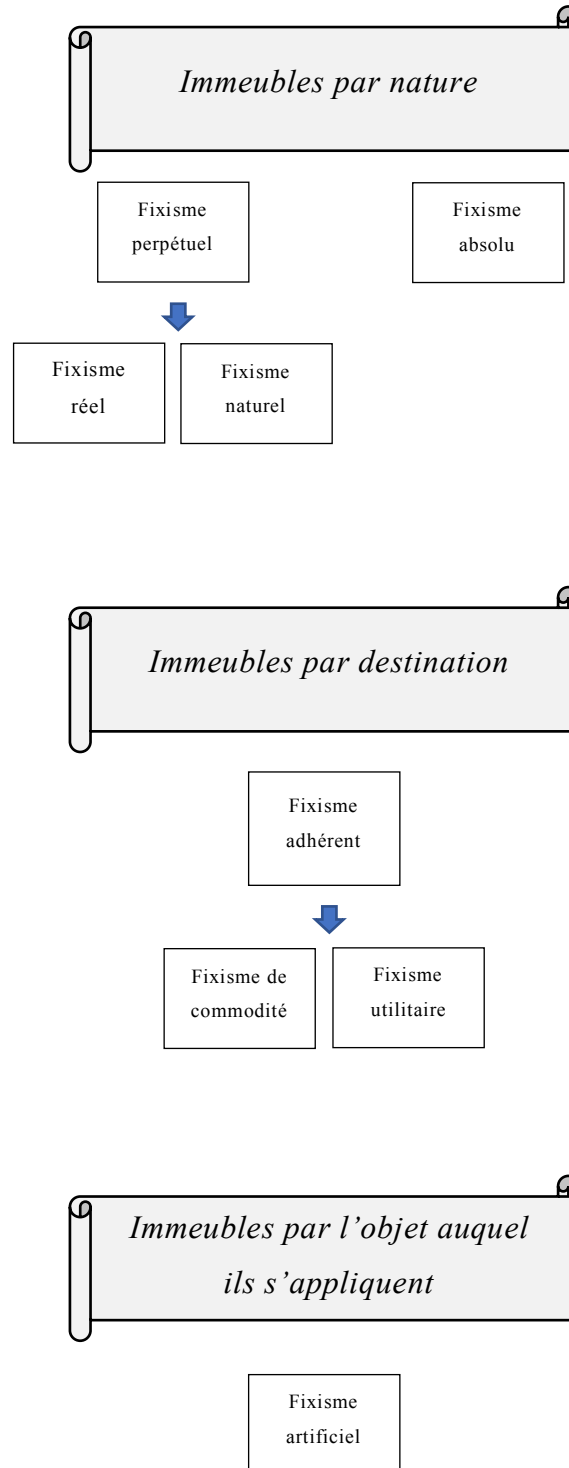 Immeubles par nature
Fixisme
perpétuel
Fixisme
absolu
Fixisme
réel
Fixisme
naturel
Immeubles par destination
Fixisme
adhérent
Fixisme de
commodité
Fixisme
utilitaire
Immeubles par l’objet auquel
ils s’appliquent
Fixisme
artificiel